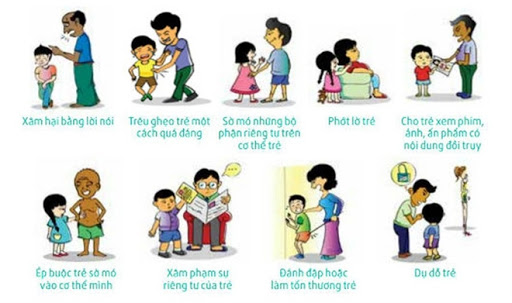 Xâm hại bằng lời nói
Trêu ghẹo trẻ một
cách quá đáng
Sờ mó những bộ
phận riêng tư trên
cơ thể trẻ
Phớt lờ trẻ
Cho trẻ xem phim,
ảnh, ấn phẩm có
nội dung đồi truỵ
Ép buộc trẻ sờ mó
vào cơ thể mình
Xâm phạm sự
riêng tư của trẻ
Đánh đập hoặc
làm tổn thương trẻ
Dụ dỗ trẻ